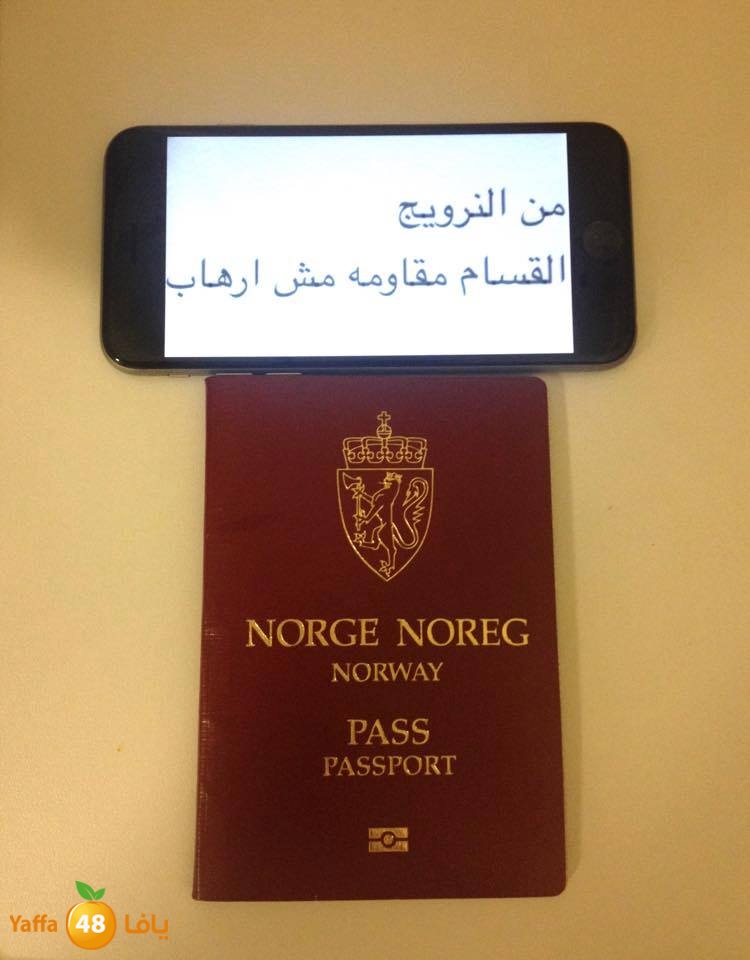 من النرويج
القسام مقاومه مش ارهاب
NORGE NOREG
NORWAY
PASS
PASSPORT
Yaffa 48 يافا